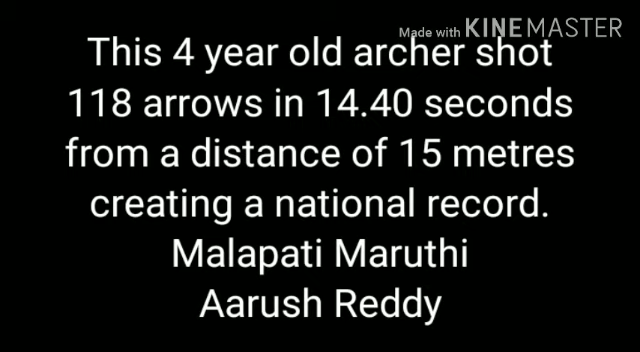 Made with KINEMASTER
This 4 year old archer shot
118 arrows in 14.40 seconds
from a distance of 15 metres
creating a national record.
Malapati Maruthi
Aarush Reddy